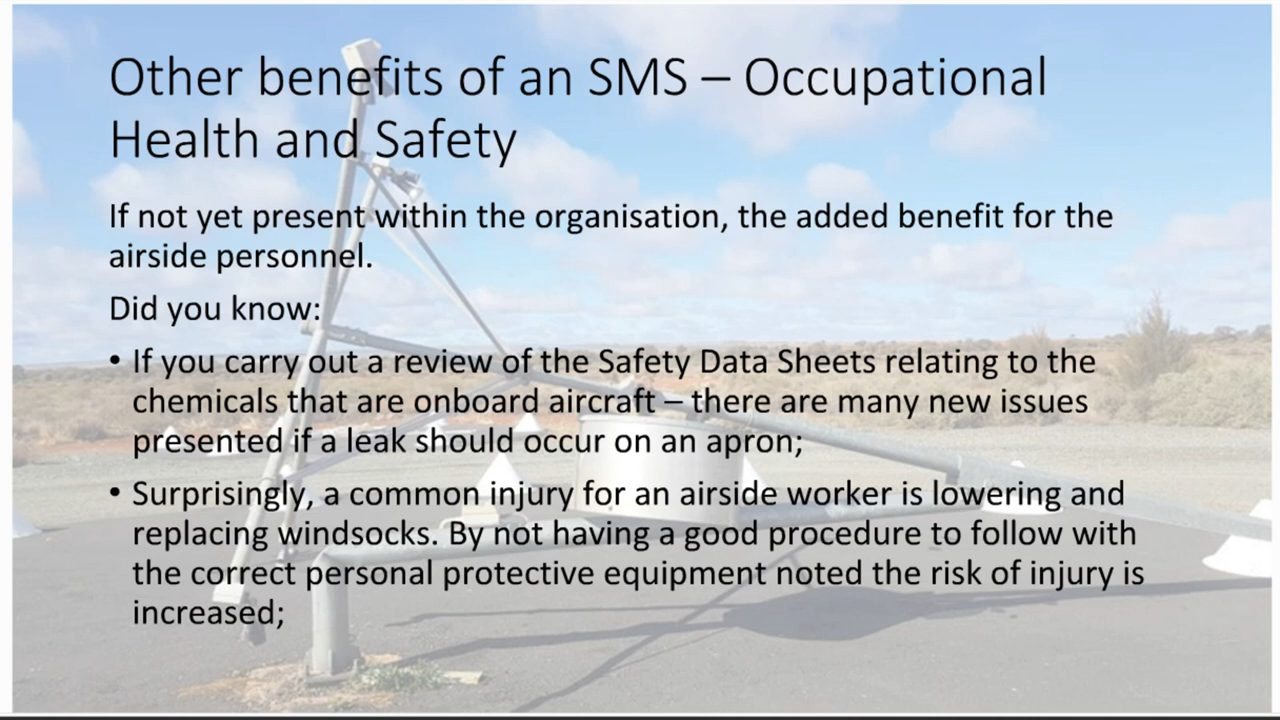 Other benefits of an SMS – Occupational
Health and Safety
If not yet present within the organisation, the added benefit for the
airside personnel.
Did you know:
• If you carry out a review of the Safety Data Sheets relating to the
chemicals that are onboard aircraft – there are many new issues
presented if a leak should occur on an apron;
• Surprisingly, a common injury for an airside worker is lowering and
replacing windsocks. By not having a good procedure to follow with
the correct personal protective equipment noted the risk of injury is
increased;